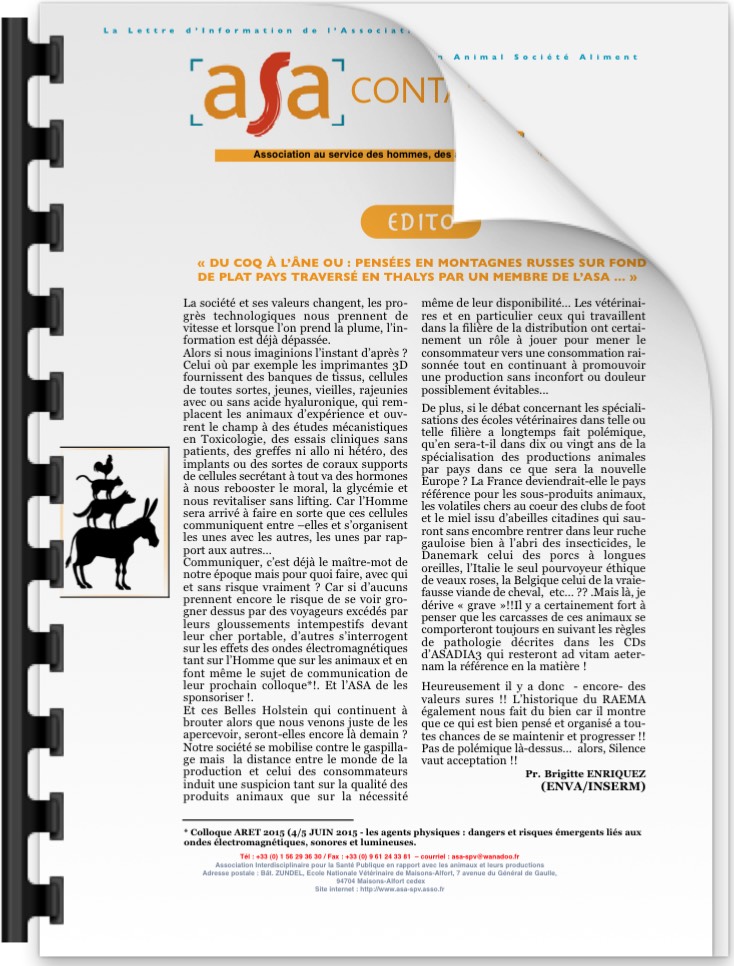 La Lettre d'Information de l'Associat
n Animal Société Aliment
asa CONTA
Association au service des hommes, des
EDITO
« DU COQ À L'ÂNE OU : PENSÉES EN MONTAGNES RUSSES SUR FOND
DE PLAT PAYS TRAVERSÉ EN THALYS PAR UN MEMBRE DE L'ASA ... »
La société et ses valeurs changent, les pro-
grès technologiques nous prennent de
vitesse et lorsque l'on prend la plume, l'in-
formation est déjà dépassée.
Alors si nous imaginions l'instant d'après ?
Celui où par exemple les imprimantes 3D
fournissent des banques de tissus, cellules
de toutes sortes, jeunes, vieilles, rajeunies
avec ou sans acide hyaluronique, qui rem-
placent les animaux d'expérience et ouv-
rent le champ à des études mécanistiques
en Toxicologie, des essais cliniques sans
patients, des greffes ni allo ni hétéro, des
implants ou des sortes de coraux supports
de cellules secrétant à tout va des hormones
à nous rebooster le moral, la glycémie et
nous revitaliser sans lifting. Car l'Homme
sera arrivé à faire en sorte que ces cellules
communiquent entre –elles et s'organisent
les unes avec les autres, les unes par rap-
port aux autres...
Communiquer, c'est déjà le maître-mot de
notre époque mais pour quoi faire, avec qui
et sans risque vraiment ? Car si d'aucuns
prennent encore le risque de se voir gro-
gner dessus par des voyageurs excédés par
leurs gloussements intempestifs devant
leur cher portable, d'autres s'interrogent
sur les effets des ondes électromagnétiques
tant sur l'Homme que sur les animaux et en
font même le sujet de communication de
leur prochain colloque*!. Et l'ASA de les
sponsoriser !.
Et ces Belles Holstein qui continuent à
brouter alors que nous venons juste de les
apercevoir, seront-elles encore là demain ?
Notre société se mobilise contre le gaspilla-
ge mais la distance entre le monde de la
production et celui des consommateurs
induit une suspicion tant sur la qualité des
produits animaux que sur la nécessité
même de leur disponibilité... Les vétérinai-
res et en particulier ceux qui travaillent
dans la filière de la distribution ont certai-
nement un rôle à jouer pour mener le
consommateur vers une consommation rai-
sonnée tout en continuant à promouvoir
une production sans inconfort ou douleur
possiblement évitables...
De plus, si le débat concernant les spéciali-
sations des écoles vétérinaires dans telle ou
telle filière a longtemps fait polémique,
qu'en sera-t-il dans dix ou vingt ans de la
spécialisation des productions animales
par pays dans ce que sera la nouvelle
Europe ? La France deviendrait-elle le pays
référence pour les sous-produits animaux,
les volatiles chers au coeur des clubs de foot
et le miel issu d'abeilles citadines qui sau-
ront sans encombre rentrer dans leur ruche
gauloise bien à l'abri des insecticides, le
Danemark celui des porcs à longues
oreilles, l'Italie le seul pourvoyeur éthique
de veaux roses, la Belgique celui de la vraie-
fausse viande de cheval, etc... ?? .Mais là, je
dérive « grave »!!Il y a certainement fort à
penser que les carcasses de ces animaux se
comporteront toujours en suivant les règles
de pathologie décrites dans les CDs
d'ASADIA3 qui resteront ad vitam aeter-
nam la référence en la matière !
Heureusement il y a donc - encore- des
valeurs sures !! L'historique du RAEMA
également nous fait du bien car il montre
que ce qui est bien pensé et organisé a tou-
tes chances de se maintenir et progresser !!
Pas de polémique là-dessus... alors, Silence
vaut acceptation !!
Pr. Brigitte ENRIQUEZ
(ENVA/INSERM)
* Colloque ARET 2015 (4/5 JUIN 2015 - les agents physiques : dangers et risques émergents liés aux
ondes électromagnétiques, sonores et lumineuses.
Tél : +33 (0) 1 56 29 36 30 / Fax : +33 (0) 9 61 24 33 81 – courriel : asa-spv@wanadoo.fr
Association Interdisciplinaire pour la Santé Publique en rapport avec les animaux et leurs productions
Adresse postale : Bât. ZUNDEL, Ecole Nationale Vétérinaire de Maisons-Alfort, 7 avenue du Général de Gaulle,
94704 Maisons-Alfort cedex
Site internet : http://www.asa-spv.asso.fr